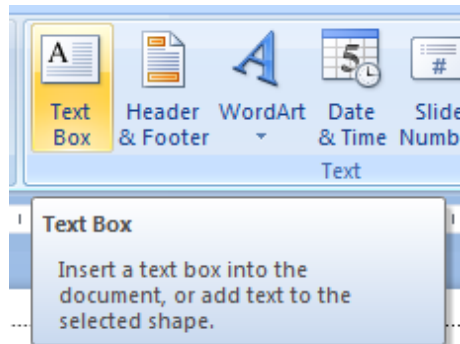 Text Box
Header & Footer
WordArt
Date & Time
Slide
Text
Text Box
Insert a text box into the
document, or add text to the
selected shape.